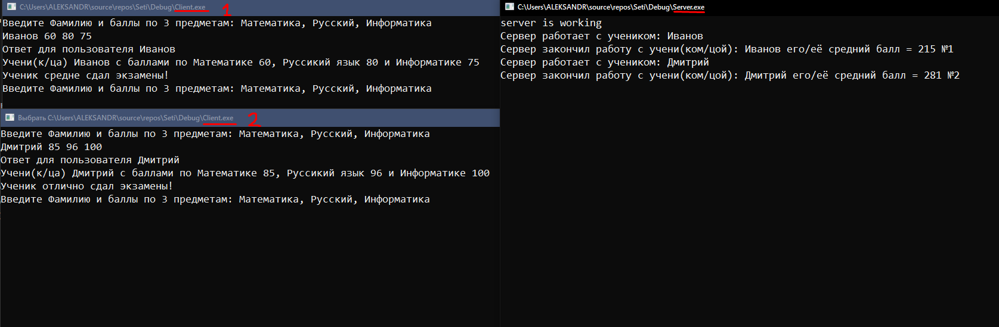 C:\Users\ALEKSANDR\source\repos\Seti\Debug\Client.exe 1
Введите Фамилию и баллы по 3 предметам: Математика, Русский, Информатика
Иванов 60 80 75
Ответ для пользователя Иванов
Учени(к/ца) Иванов с баллами по Математике 60, Руссикий язык 80 и Информатике 75
Ученик средне сдал экзамены!
Введите Фамилию и баллы по 3 предметам: Математика, Русский, Информатика
Выбрать C:\Users\ALEKSANDR\source\repos\Seti\Debug\Client.exe 2
Введите Фамилию и баллы по 3 предметам: Математика, Русский, Информатика
Дмитрий 85 96 100
Ответ для пользователя Дмитрий
Учени(к/ца) Дмитрий с баллами по Математике 85, Руссикий язык 96 и Информатике 100
Ученик отлично сдал экзамены!
Введите Фамилию и баллы по 3 предметам: Математика, Русский, Информатика
C:\Users\ALEKSANDR\source\repos\Seti\Debug\Server.exe
server is working
Сервер работает с учеником: Иванов
Сервер закончил работу с учени(ком/цой): Иванов его/её средний балл = 215 №1
Сервер работает с учеником: Дмитрий
Сервер закончил работу с учени(ком/цой): Дмитрий его/её средний балл = 281 №2